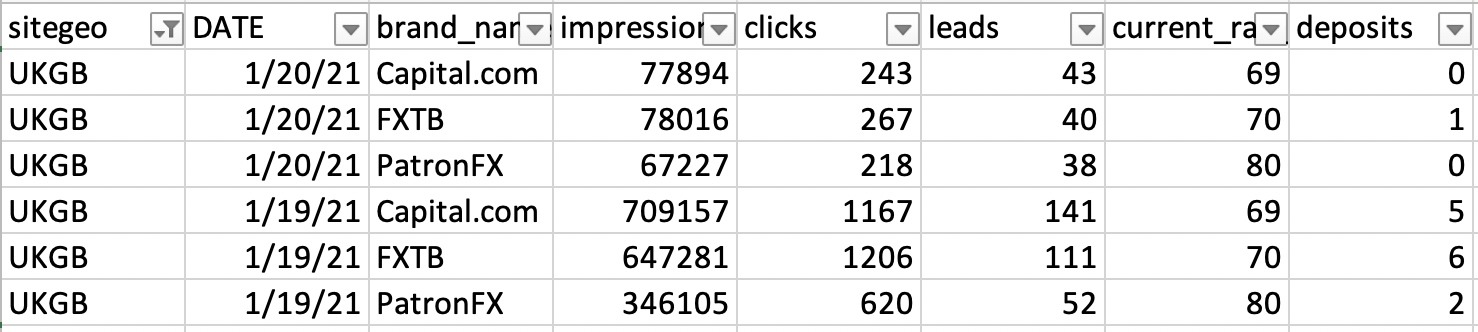 sitegeo DATE brand_nar impression clicks leads current_ra deposits
UKGB 1/20/21 Capital.com 77894 243 43 69 0
UKGB 1/20/21 FXTB 78016 267 40 70 1
UKGB 1/20/21 PatronFX 67227 218 38 80 0
UKGB 1/19/21 Capital.com 709157 1167 141 69 5
UKGB 1/19/21 FXTB 647281 1206 111 70 6
UKGB 1/19/21 PatronFX 346105 620 52 80 2